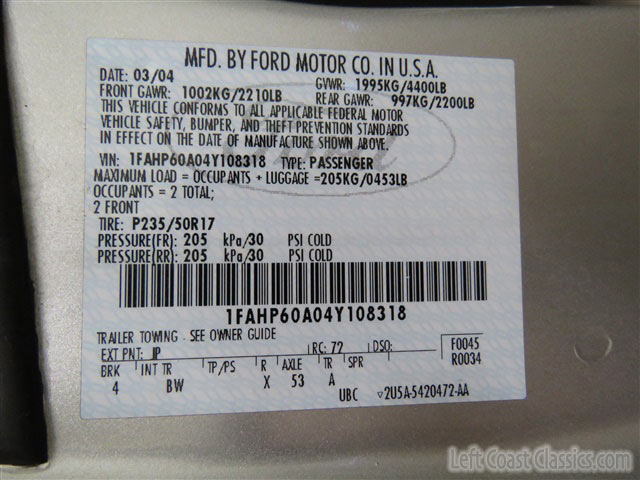 MFD. BY FORD MOTOR CO. IN U.S.A.
DATE: 03/04 GVWR: 1995KG/4400LB
FRONT GAWR: 1002KG/2210LB REAR GAWR: 997KG/2200LB
THIS VEHICLE CONFORMS TO ALL APPLICABLE FEDERAL MOTOR
VEHICLE SAFETY, BUMPER, AND THEFT PREVENTION STANDARDS
IN EFFECT ON THE DATE OF MANUFACTURE SHOWN ABOVE.
VIN: 1FAHP60A04Y108318 TYPE: PASSENGER
MAXIMUM LOAD = OCCUPANTS + LUGGAGE =205KG/0453LB
OCCUPANTS = 2 TOTAL;
2 FRONT
TIRE: P235/50R17
PRESSURE(FR): 205 kPa/30 PSI COLD
PRESSURE(RR): 205 kPa/30 PSI COLD
1FAHP60A04Y108318
TRAILER TOWING - SEE OWNER GUIDE
EXT PNT: JP RC: 72 DSO: F0045
R0034
BRK INT TR TP/PS R AXLE TR SPR
4 BW X 53 A
UBC ▽2U5A-5420472-AA
Left Coast Classics.com